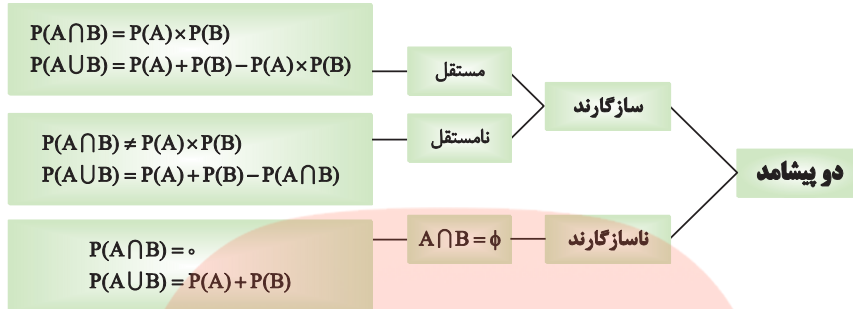 دو پیشامد
سازگارند
مستقل
P(A∩B)=P(A)×P(B)
P(A∪B)=P(A)+P(B)−P(A)×P(B)
نامستقل
P(A∩B)≠P(A)×P(B)
P(A∪B)=P(A)+P(B)−P(A∩B)
ناسازگارند
A∩B=ϕ
P(A∩B)=۰
P(A∪B)=P(A)+P(B)